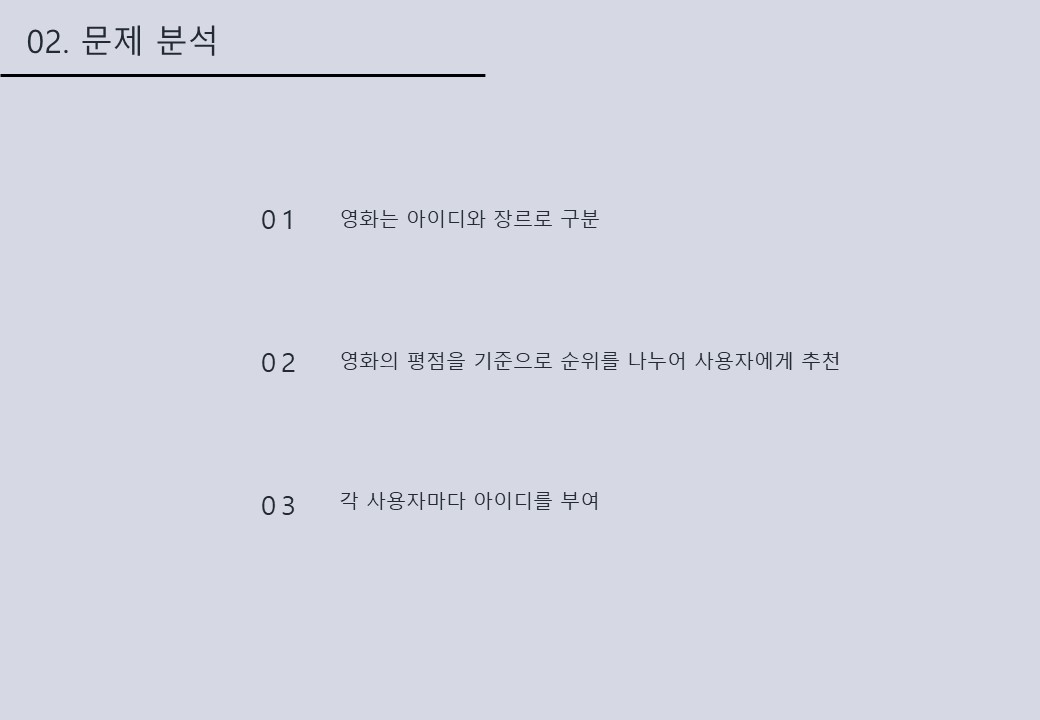 02. 문제 분석
01 영화는 아이디와 장르로 구분
02 영화의 평점을 기준으로 순위를 나누어 사용자에게 추천
03 각 사용자마다 아이디를 부여